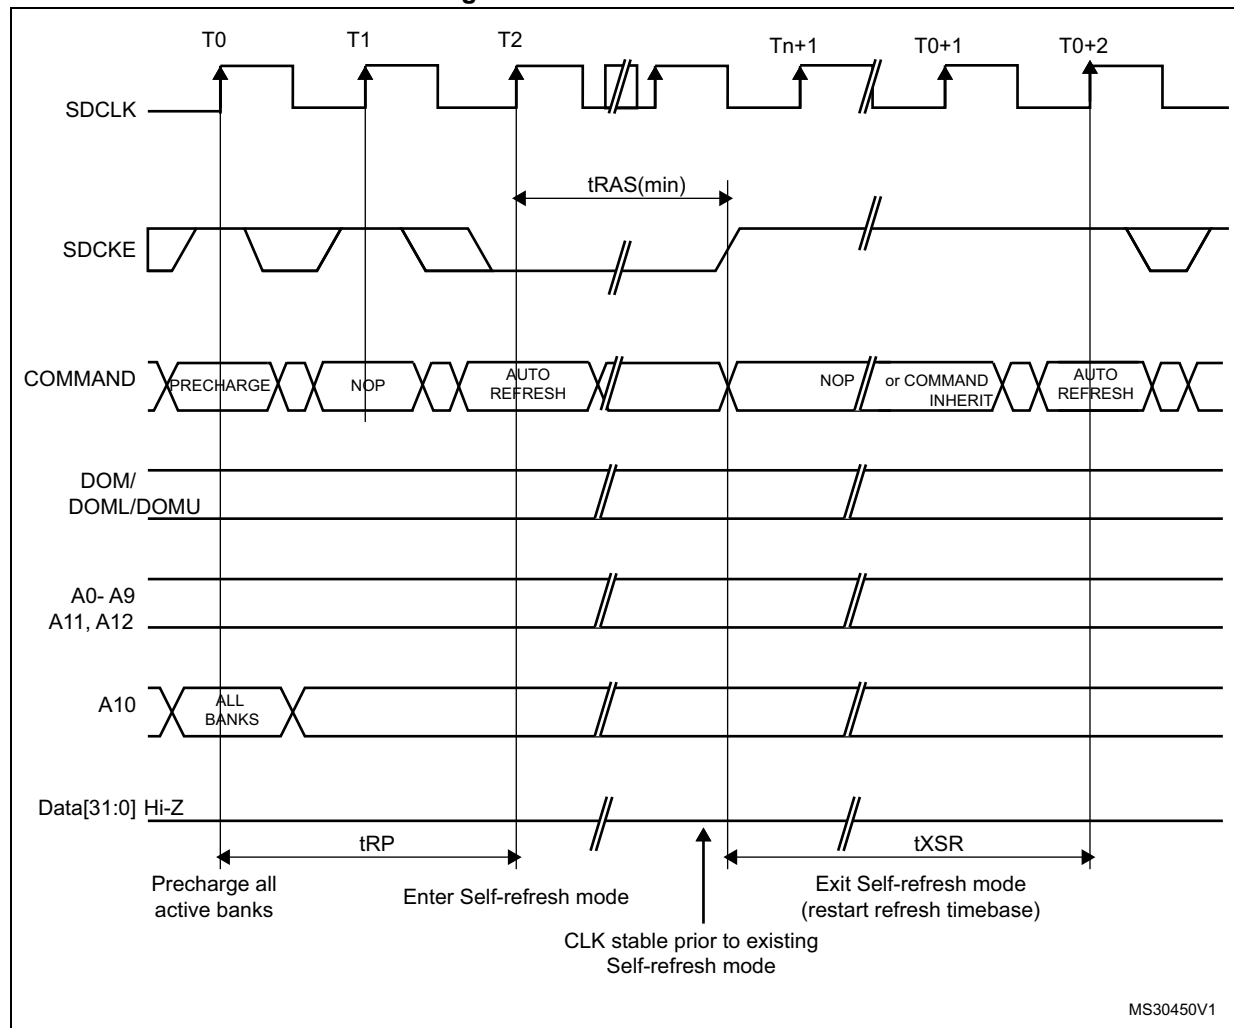 T0 T1 T2 Tn+1 T0+1 T0+2
SDCLK
tRAS(min)
SDCKE
COMMAND
PRECHARGE
NOP
AUTO
REFRESH
NOP
or COMMAND
INHERIT
AUTO
REFRESH
DOM/
DOML/DOMU
A0- A9
A11, A12
A10
ALL
BANKS
Data[31:0] Hi-Z
tRP
tXSR
Precharge all
active banks
Enter Self-refresh mode
Exit Self-refresh mode
(restart refresh timebase)
CLK stable prior to existing
Self-refresh mode
MS30450V1